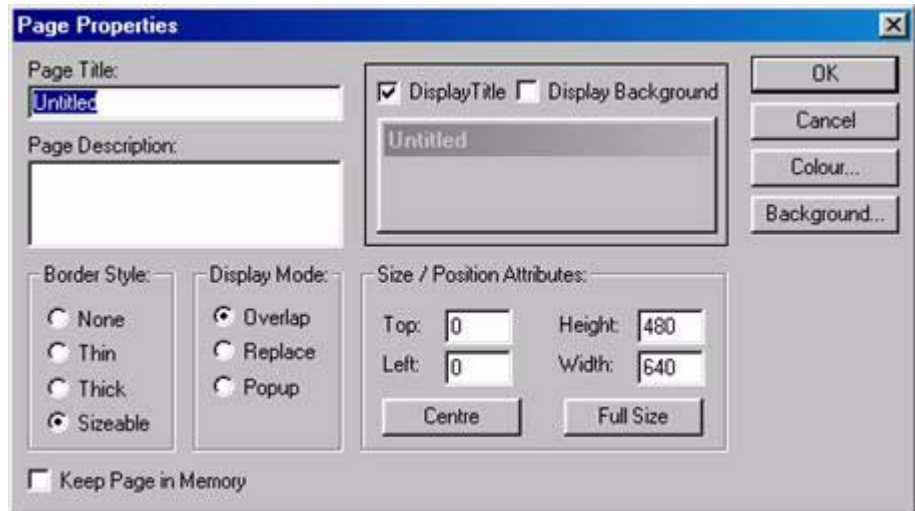 Page Properties
Page Title:
Untitled
Page Description:
DisplayTitle Display Background
Untitled
OK
Cancel
Colour...
Background...
Border Style:
None
Thin
Thick
Sizeable
Display Mode:
Overlap
Replace
Popup
Size / Position Attributes:
Top: 0 Height: 480
Left: 0 Width: 640
Centre Full Size
Keep Page in Memory